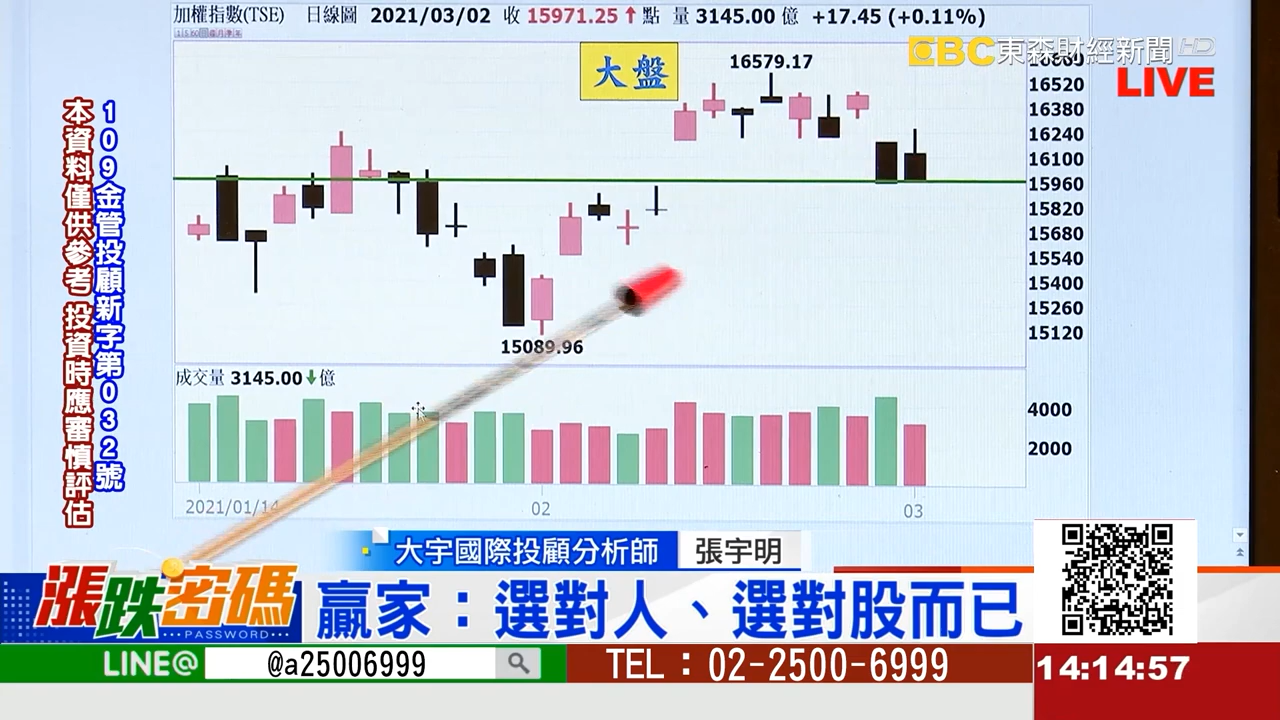 加權指數(TSE) 日線圖 2021/03/02 收 15971.25↑點 量 3145.00 億 +17.45 (+0.11%)
EBC東森財經新聞HD
LIVE
大盤
16579.17
16660
16520
16380
16240
16100
15960
15820
15680
15540
15400
15260
15120
15089.96
成交量 3145.00↓億
4000
2000
2021/01/14
02
03
109金管投顧新字第032號
本資料僅供參考 投資時應審慎評估
大宇國際投顧分析師 張宇明
漲跌密碼
PASSWORD
贏家：選對人、選對股而已
LINE@ @a25006999 TEL：02-2500-6999
14:14:57